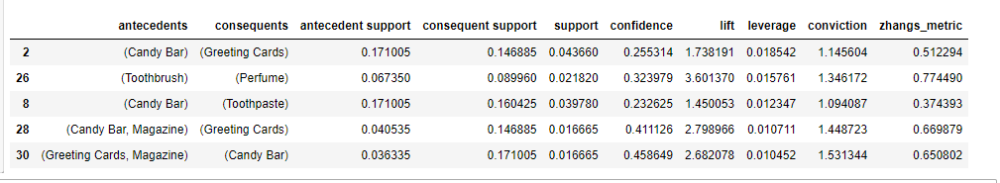 antecedents consequents antecedent support consequent support support confidence lift leverage conviction zhangs_metric
2 (Candy Bar) (Greeting Cards) 0.171005 0.146885 0.043660 0.255314 1.738191 0.018542 1.145604 0.512294
26 (Toothbrush) (Perfume) 0.067350 0.089960 0.021820 0.323979 3.601370 0.015761 1.346172 0.774490
8 (Candy Bar) (Toothpaste) 0.171005 0.160425 0.039780 0.232625 1.450053 0.012347 1.094087 0.374393
28 (Candy Bar, Magazine) (Greeting Cards) 0.040535 0.146885 0.016665 0.411126 2.798966 0.010711 1.448723 0.669879
30 (Greeting Cards, Magazine) (Candy Bar) 0.036335 0.171005 0.016665 0.458649 2.682078 0.010452 1.531344 0.650802